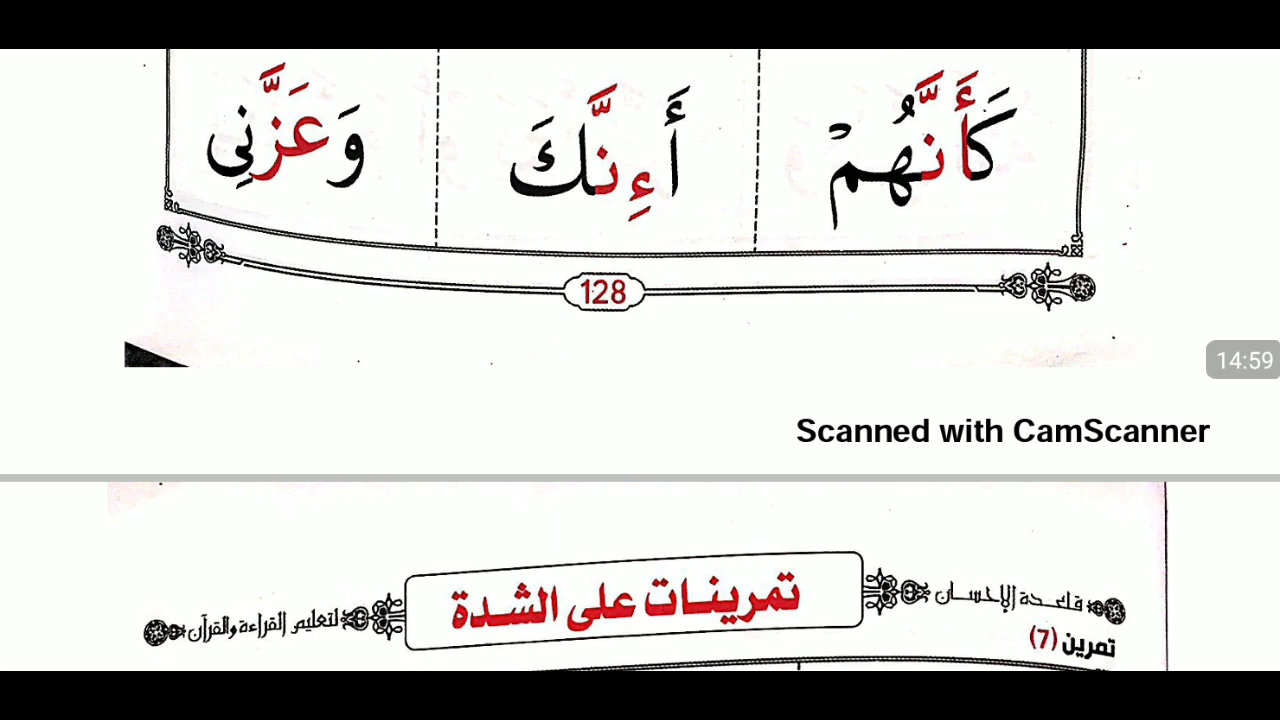 كَأَنَّهُمْ أَءِنَّكَ وَعَزَّنِى
128
14:59
Scanned with CamScanner
قاعدة الإحسان تمرينات على الشدة لتعليم القراءة والقرآن
تمرين (7)